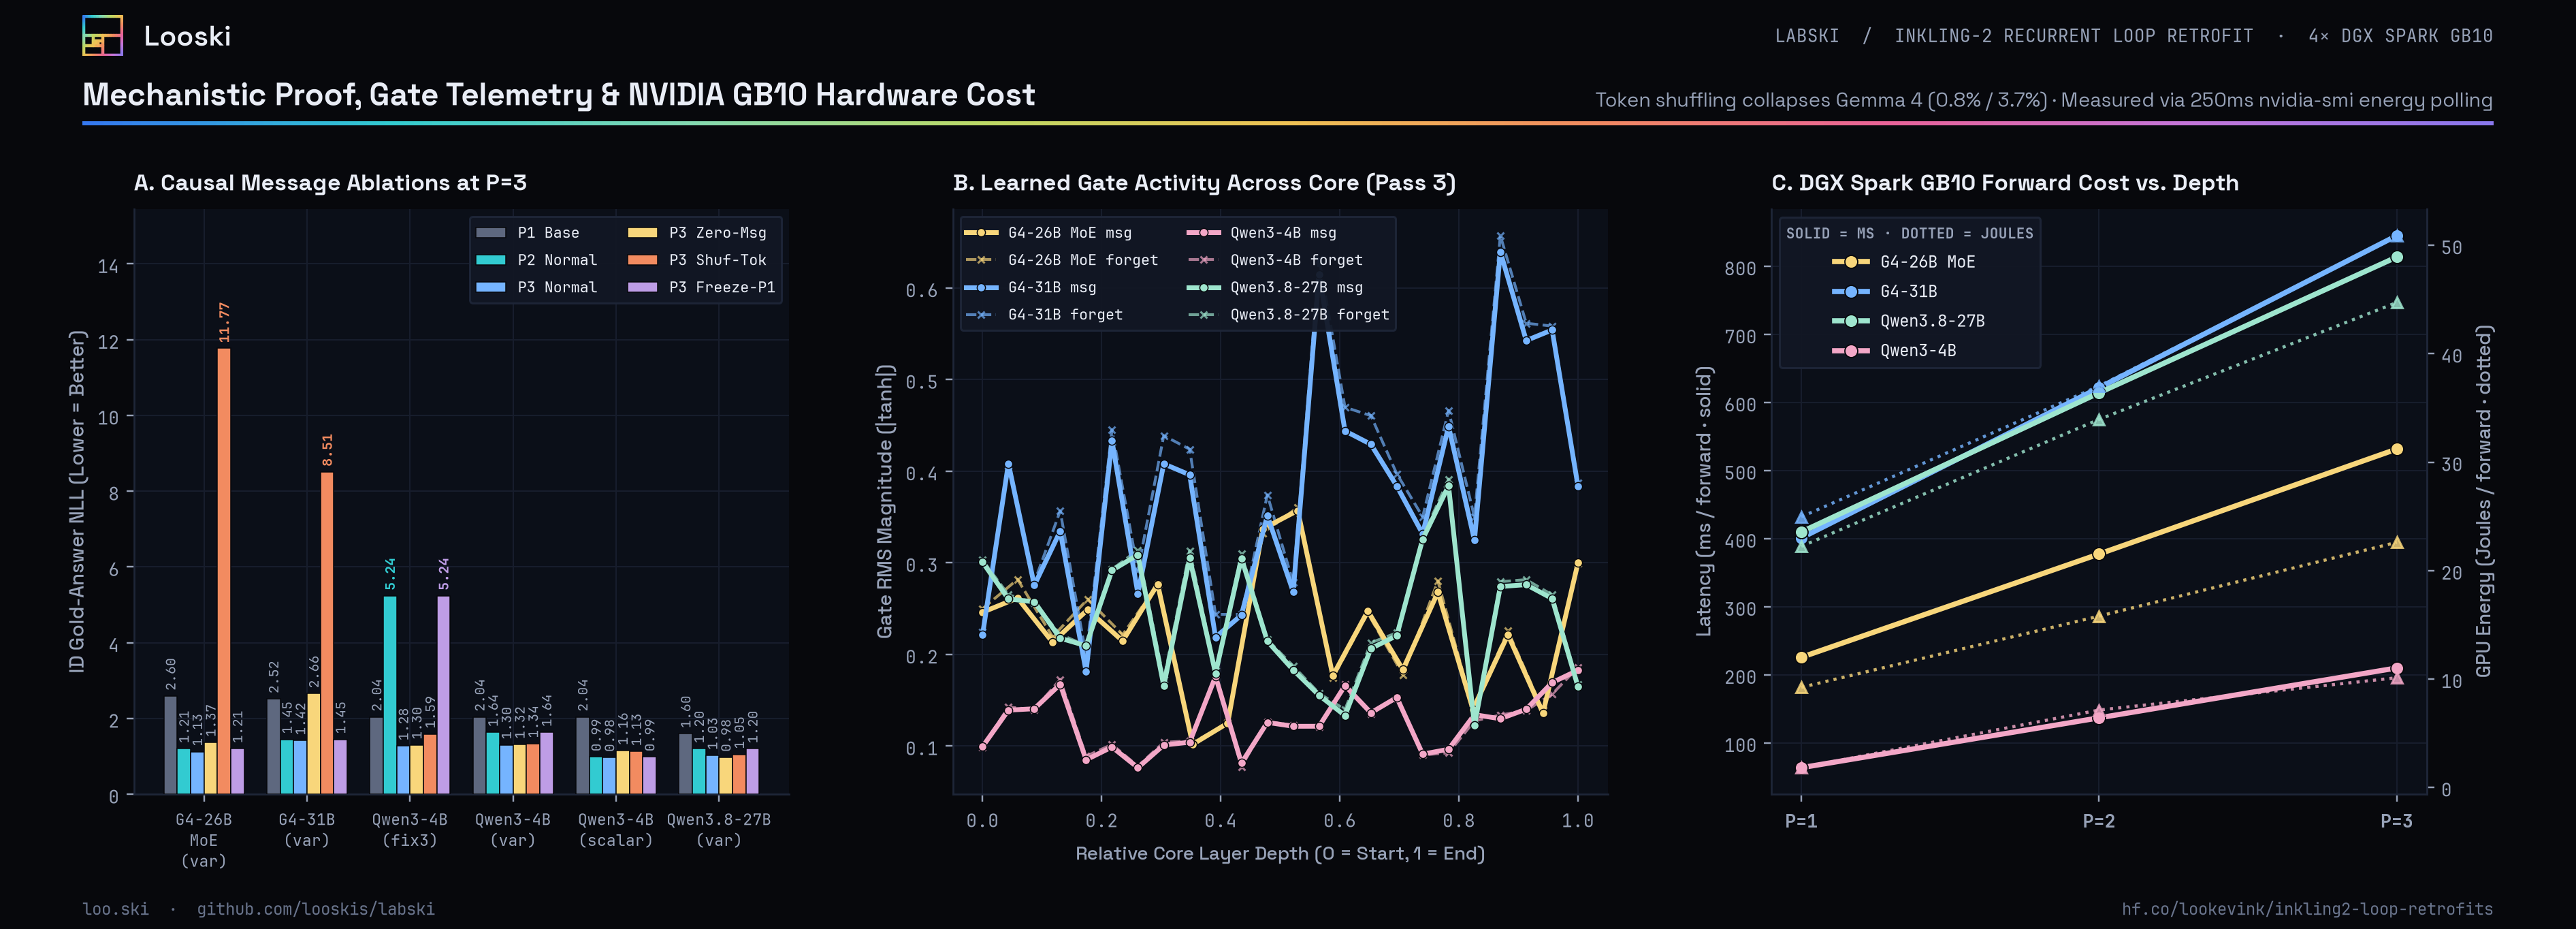 Looski
LABSKI / INKLING-2 RECURRENT LOOP RETROFIT · 4× DGX SPARK GB10
Mechanistic Proof, Gate Telemetry & NVIDIA GB10 Hardware Cost
Token shuffling collapses Gemma 4 (0.8% / 3.7%) · Measured via 250ms nvidia-smi energy polling
A. Causal Message Ablations at P=3
P1 Base
P2 Normal
P3 Normal
P3 Zero-Msg
P3 Shuf-Tok
P3 Freeze-P1
ID Gold-Answer NLL (Lower = Better)
14
12
10
8
6
4
2
0
2.60
1.21
1.13
1.37
11.77
1.21
2.52
1.45
1.42
2.66
8.51
1.45
2.04
5.24
1.28
1.30
1.59
5.24
2.04
1.64
1.30
1.32
1.34
1.64
2.04
0.99
0.98
1.16
1.13
0.99
1.60
1.20
1.03
0.98
1.05
1.20
G4-26B
MoE
(var)
G4-31B
(var)
Qwen3-4B
(fix3)
Qwen3-4B
(var)
Qwen3-4B
(scalar)
Qwen3.8-27B
(var)
B. Learned Gate Activity Across Core (Pass 3)
G4-26B MoE msg
G4-26B MoE forget
G4-31B msg
G4-31B forget
Qwen3-4B msg
Qwen3-4B forget
Qwen3.8-27B msg
Qwen3.8-27B forget
Gate RMS Magnitude (|tanh|)
0.6
0.5
0.4
0.3
0.2
0.1
0.0 0.2 0.4 0.6 0.8 1.0
Relative Core Layer Depth (0 = Start, 1 = End)
C. DGX Spark GB10 Forward Cost vs. Depth
SOLID = MS · DOTTED = JOULES
G4-26B MoE
G4-31B
Qwen3.8-27B
Qwen3-4B
Latency (ms / forward · solid)
800
700
600
500
400
300
200
100
50
40
30
20
10
0
GPU Energy (Joules / forward · dotted)
P=1 P=2 P=3
loo.ski · github.com/looskis/labski
hf.co/lookevink/inkling2-loop-retrofits